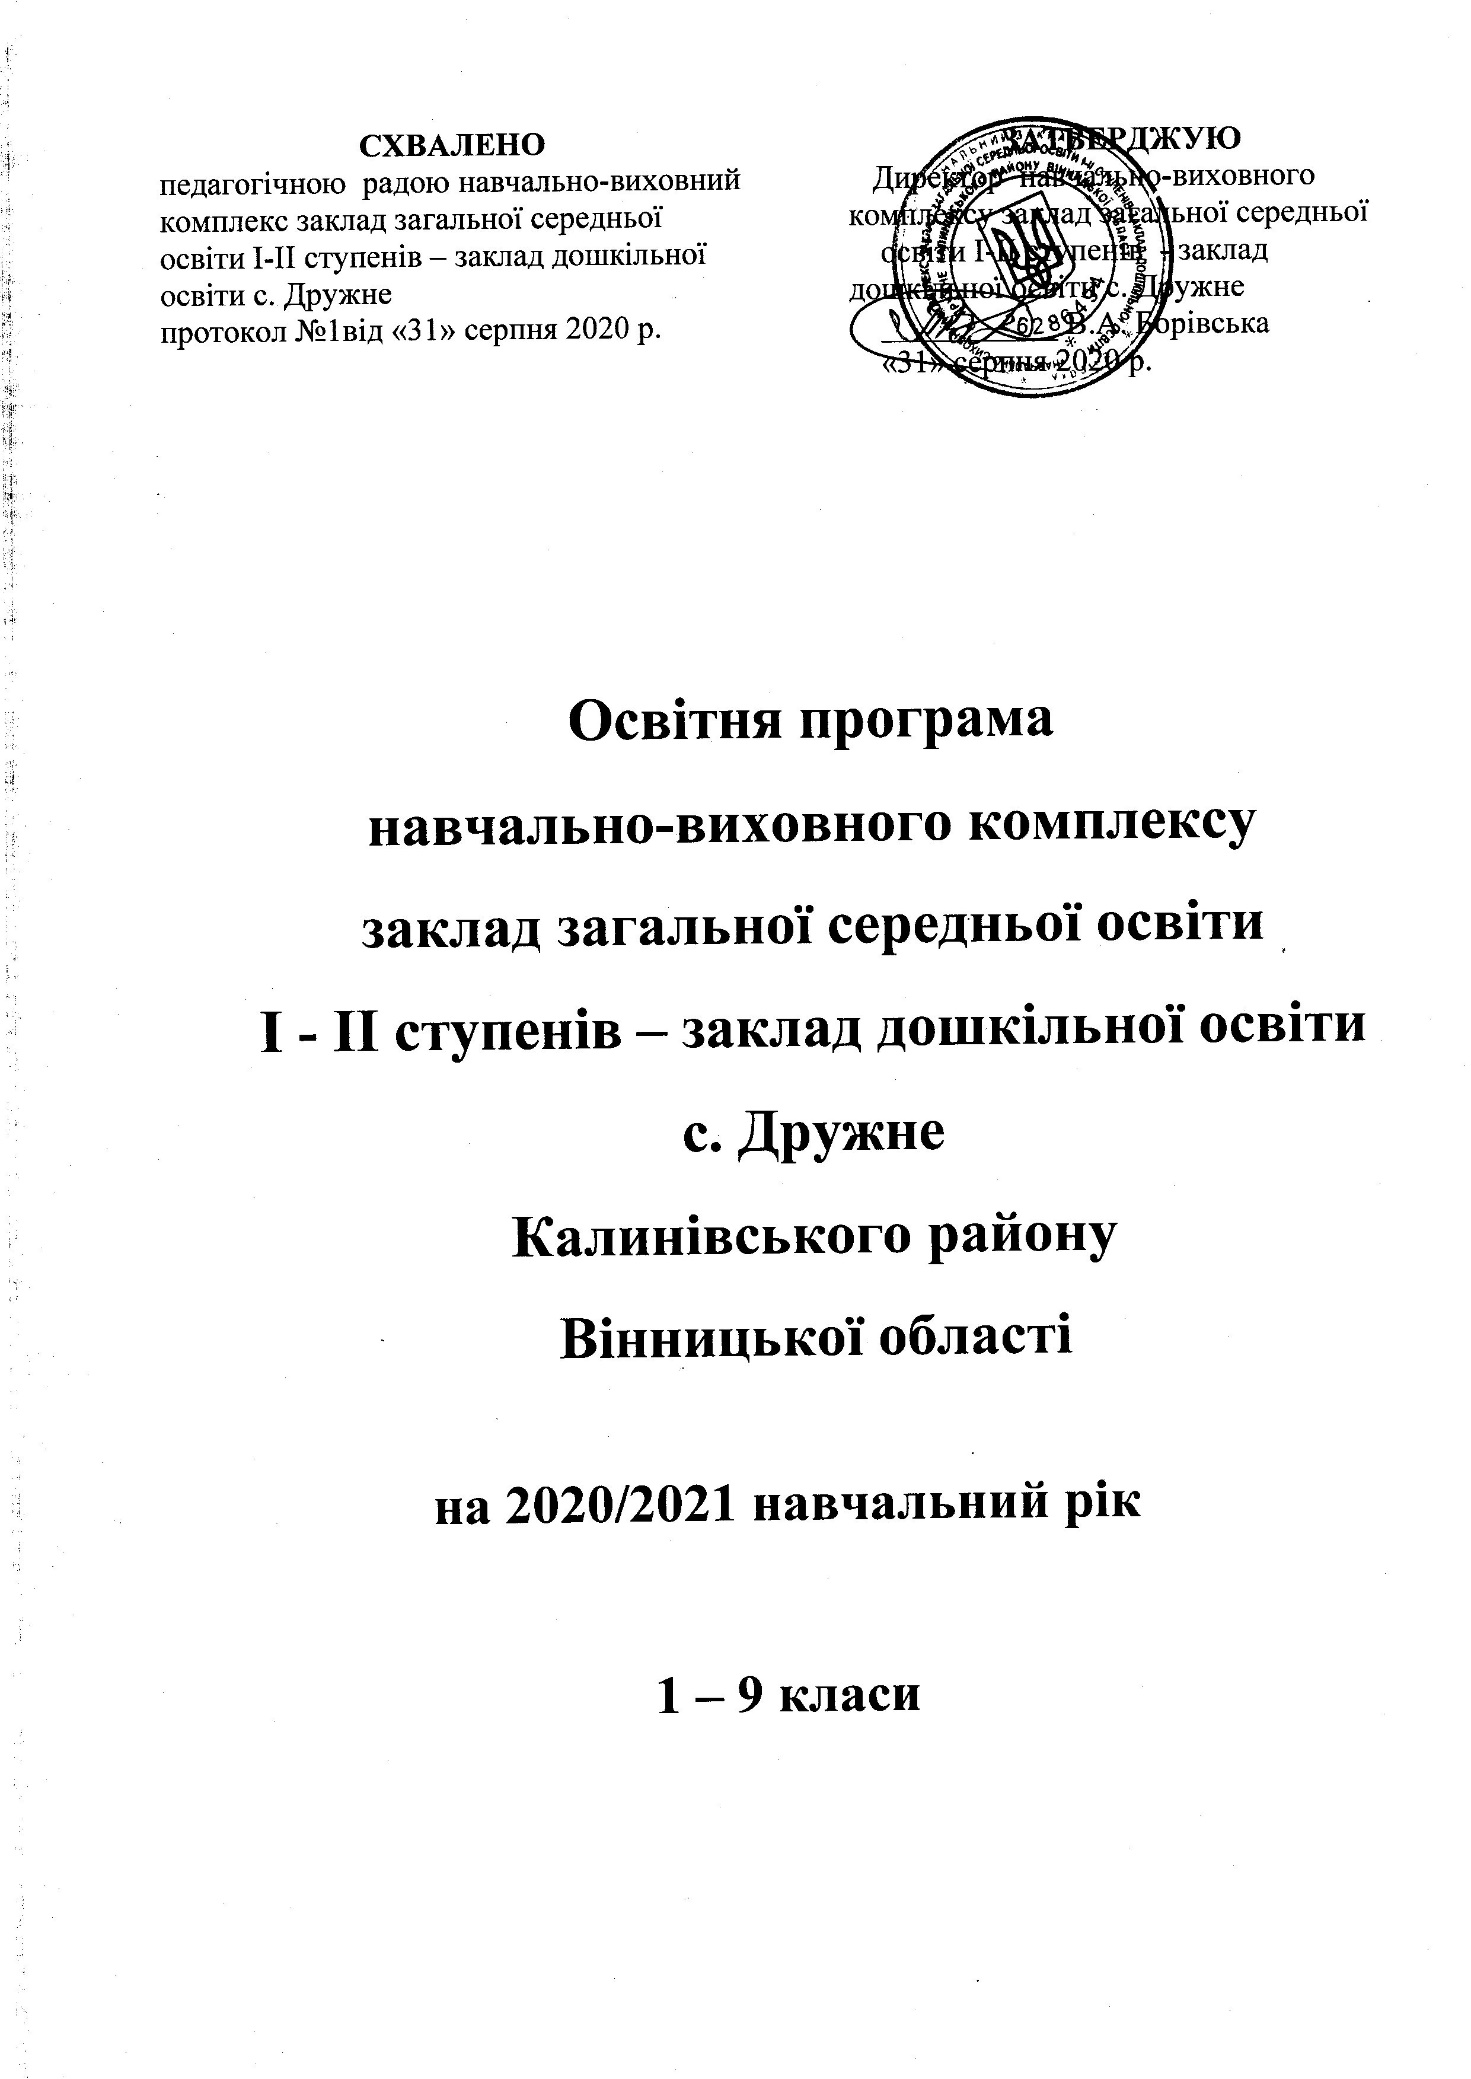 СХВАЛЕНО
педагогічною радою навчально-виховний
комплекс заклад загальної середньої
освіти І-ІІ ступенів – заклад дошкільної
освіти с. Дружне
протокол №1від «31» серпня 2020 р.
ЗАТВЕРДЖУЮ
Директор навчально-виховного
комплексу заклад загальної середньої
освіти І-ІІ ступенів - заклад
дошкільної освіти с. Дружне
В.А. Борівська
«31» серпня 2020 р.
Освітня програма
навчально-виховного комплексу
заклад загальної середньої освіти
І - ІІ ступенів – заклад дошкільної освіти
с. Дружне
Калинівського району
Вінницької області
на 2020/2021 навчальний рік
1 – 9 класи